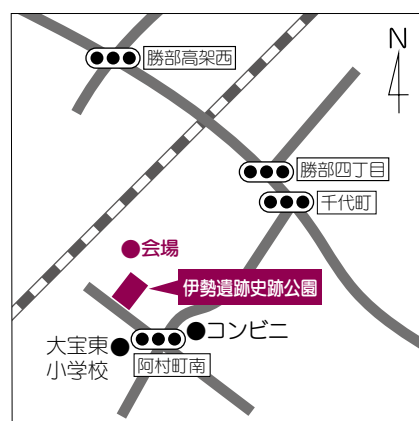 勝部高架西
N
勝部四丁目
千代町
会場
伊勢遺跡史跡公園
コンビニ
大宝東
小学校
阿村町南